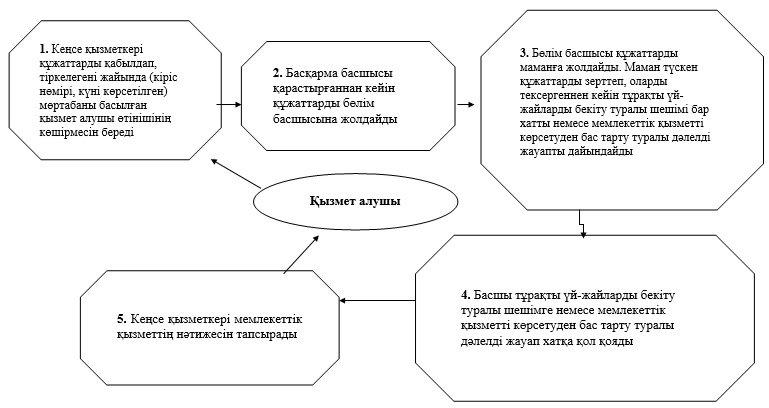 1. Кеңсе қызметкері
құжаттарды қабылдап,
тіркелегені жайында (кіріс
нөмірі, күні көрсетілген)
мөртабаны басылған
қызмет алушы өтінішінің
көшірмесін береді
2. Басқарма басшысы
қарастырғаннан кейін
құжаттарды бөлім
басшысына жолдайды
3. Бөлім басшысы құжаттарды
маманға жолдайды. Маман түскен
құжаттарды зерттеп, оларды
тексергеннен кейін тұрақты үй-
жайларды бекіту туралы шешімі бар
хатты немесе мемлекеттік қызметті
көрсетуден бас тарту туралы дәлелді
жауапты дайындайды
Қызмет алушы
4. Басшы тұрақты үй-жайларды бекіту
туралы шешімге немесе мемлекеттік
қызметті көрсетуден бас тарту туралы
дәлелді жауап хатқа қол қояды
5. Кеңсе қызметкері мемлекеттік
қызметтің нәтижесін тапсырады